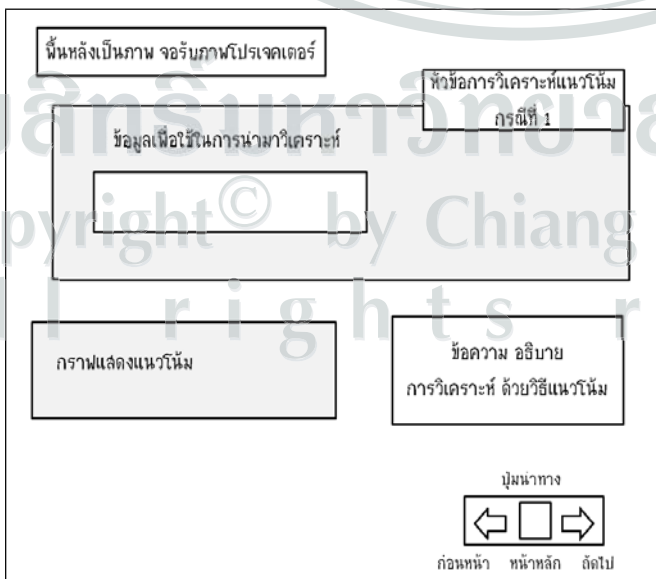 พื้นหลังเป็นภาพ จอรับภาพโปรเจคเตอร์
หัวข้อการวิเคราะห์แนวโน้ม
กรณีที่ 1
ข้อมูลเพื่อใช้ในการนำมาวิเคราะห์
กราฟแสดงแนวโน้ม
ข้อความ อธิบาย
การวิเคราะห์ ด้วยวิธีแนวโน้ม
ปุ่มนำทาง
ก่อนหน้า หน้าหลัก ถัดไป
pyright© by Chiang
l rights r